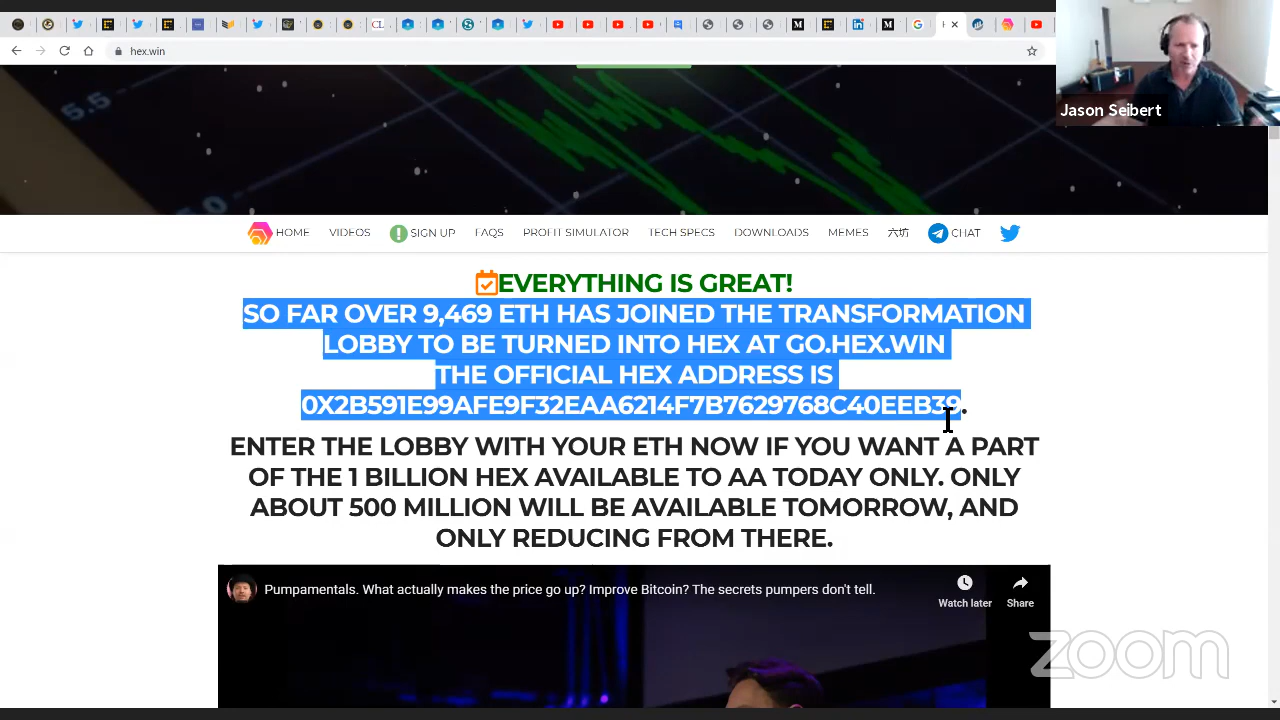 hex.win
Jason Seibert
5.5
5.0
HOME VIDEOS SIGN UP FAQS PROFIT SIMULATOR TECH SPECS DOWNLOADS MEMES 六坊 CHAT
EVERYTHING IS GREAT!
SO FAR OVER 9,469 ETH HAS JOINED THE TRANSFORMATION
LOBBY TO BE TURNED INTO HEX AT GO.HEX.WIN
THE OFFICIAL HEX ADDRESS IS
0X2B591E99AFE9F32EAA6214F7B7629768C40EEB39.
ENTER THE LOBBY WITH YOUR ETH NOW IF YOU WANT A PART
OF THE 1 BILLION HEX AVAILABLE TO AA TODAY ONLY. ONLY
ABOUT 500 MILLION WILL BE AVAILABLE TOMORROW, AND
ONLY REDUCING FROM THERE.
Pumpamentals. What actually makes the price go up? Improve Bitcoin? The secrets pumpers don't tell.
Watch later Share
zoom